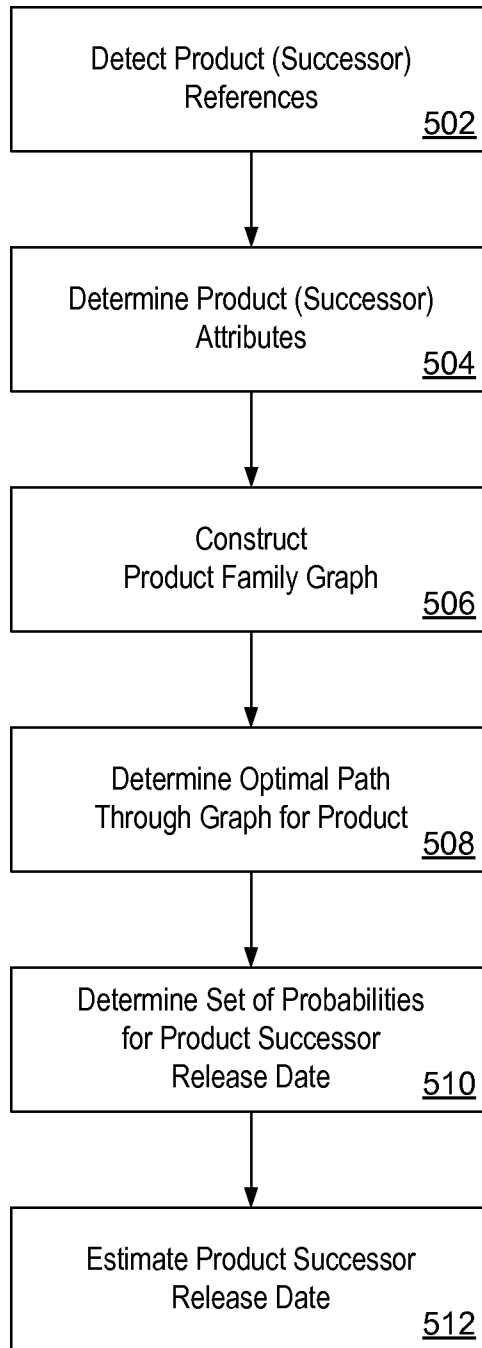 Detect Product (Successor)
References
502
Determine Product (Successor)
Attributes
504
Construct
Product Family Graph
506
Determine Optimal Path
Through Graph for Product
508
Determine Set of Probabilities
for Product Successor
Release Date
510
Estimate Product Successor
Release Date
512